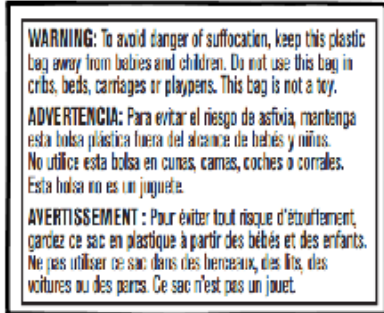 WARNING: To avoid danger of suffocation, keep this plastic
bag away from babies and children. Do not use this bag in
cribs, beds, carriages or playpens. This bag is not a toy.
ADVERTENCIA: Para evitar el riesgo de asfixia, mantenga
esta bolsa plástica fuera del alcance de bebés y niños.
No utilice esta bolsa en cunas, camas, coches o corrales.
Esta bolsa no es un juguete.
AVERTISSEMENT : Pour éviter tout risque d'étouffement,
gardez ce sac en plastique à partir des bébés et des enfants.
Ne pas utiliser ce sac dans des berceaux, des lits, des
voitures ou des parcs. Ce sac n'est pas un jouet.